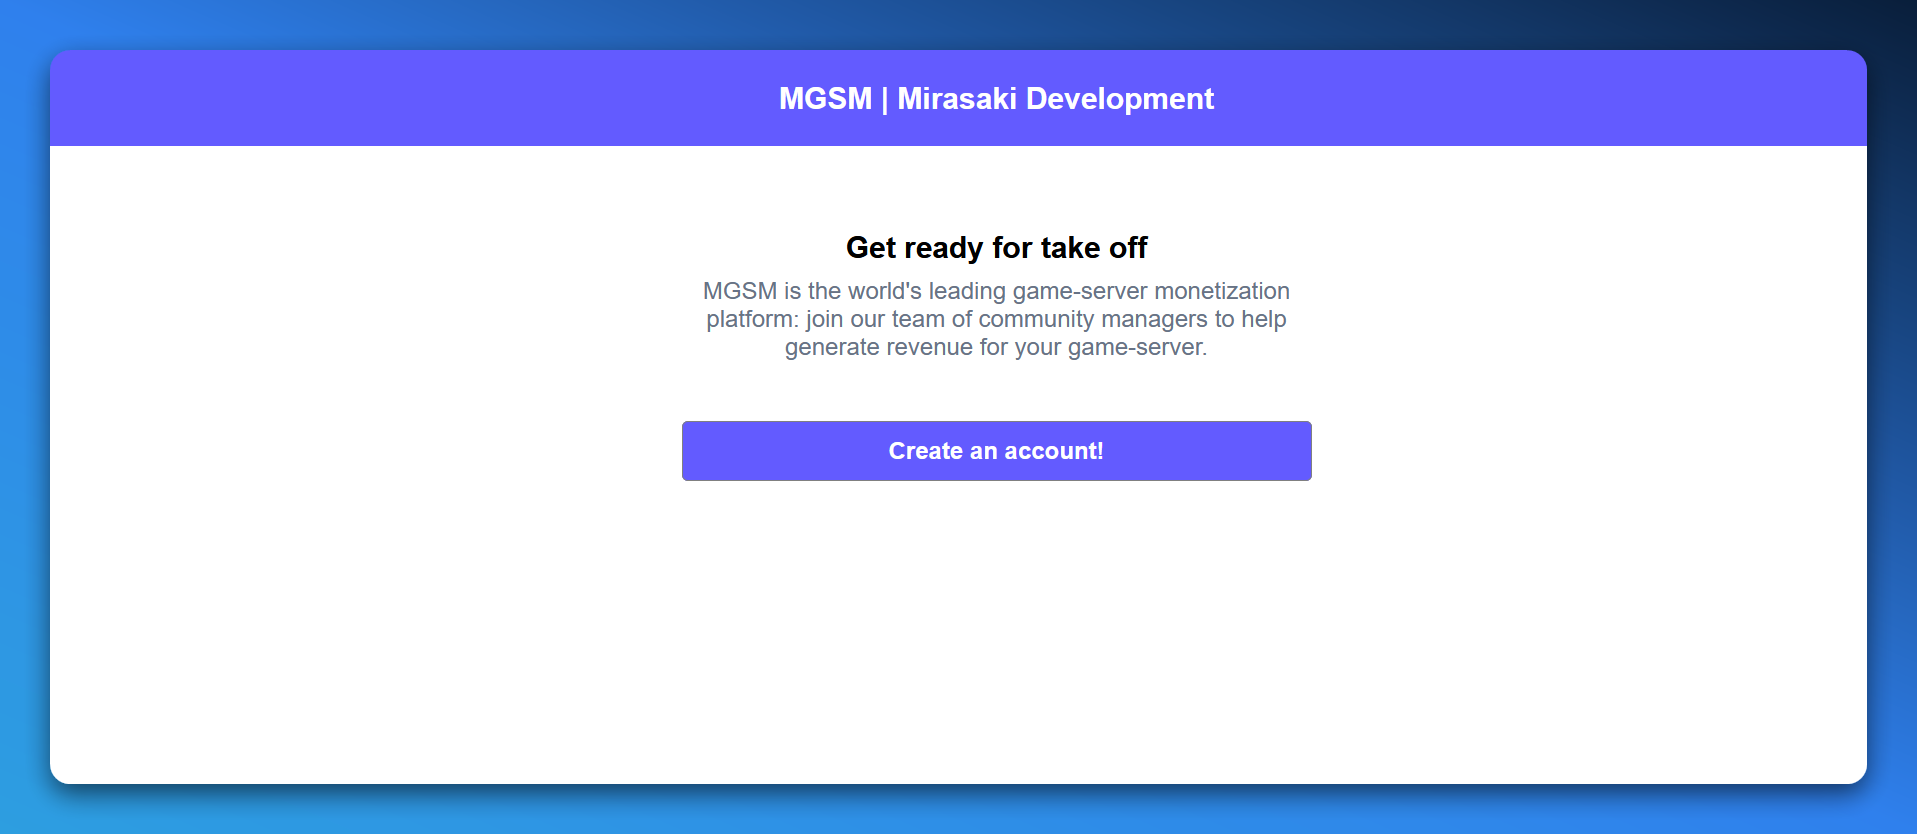 MGSM | Mirasaki Development
Get ready for take off
MGSM is the world's leading game-server monetization
platform: join our team of community managers to help
generate revenue for your game-server.
Create an account!